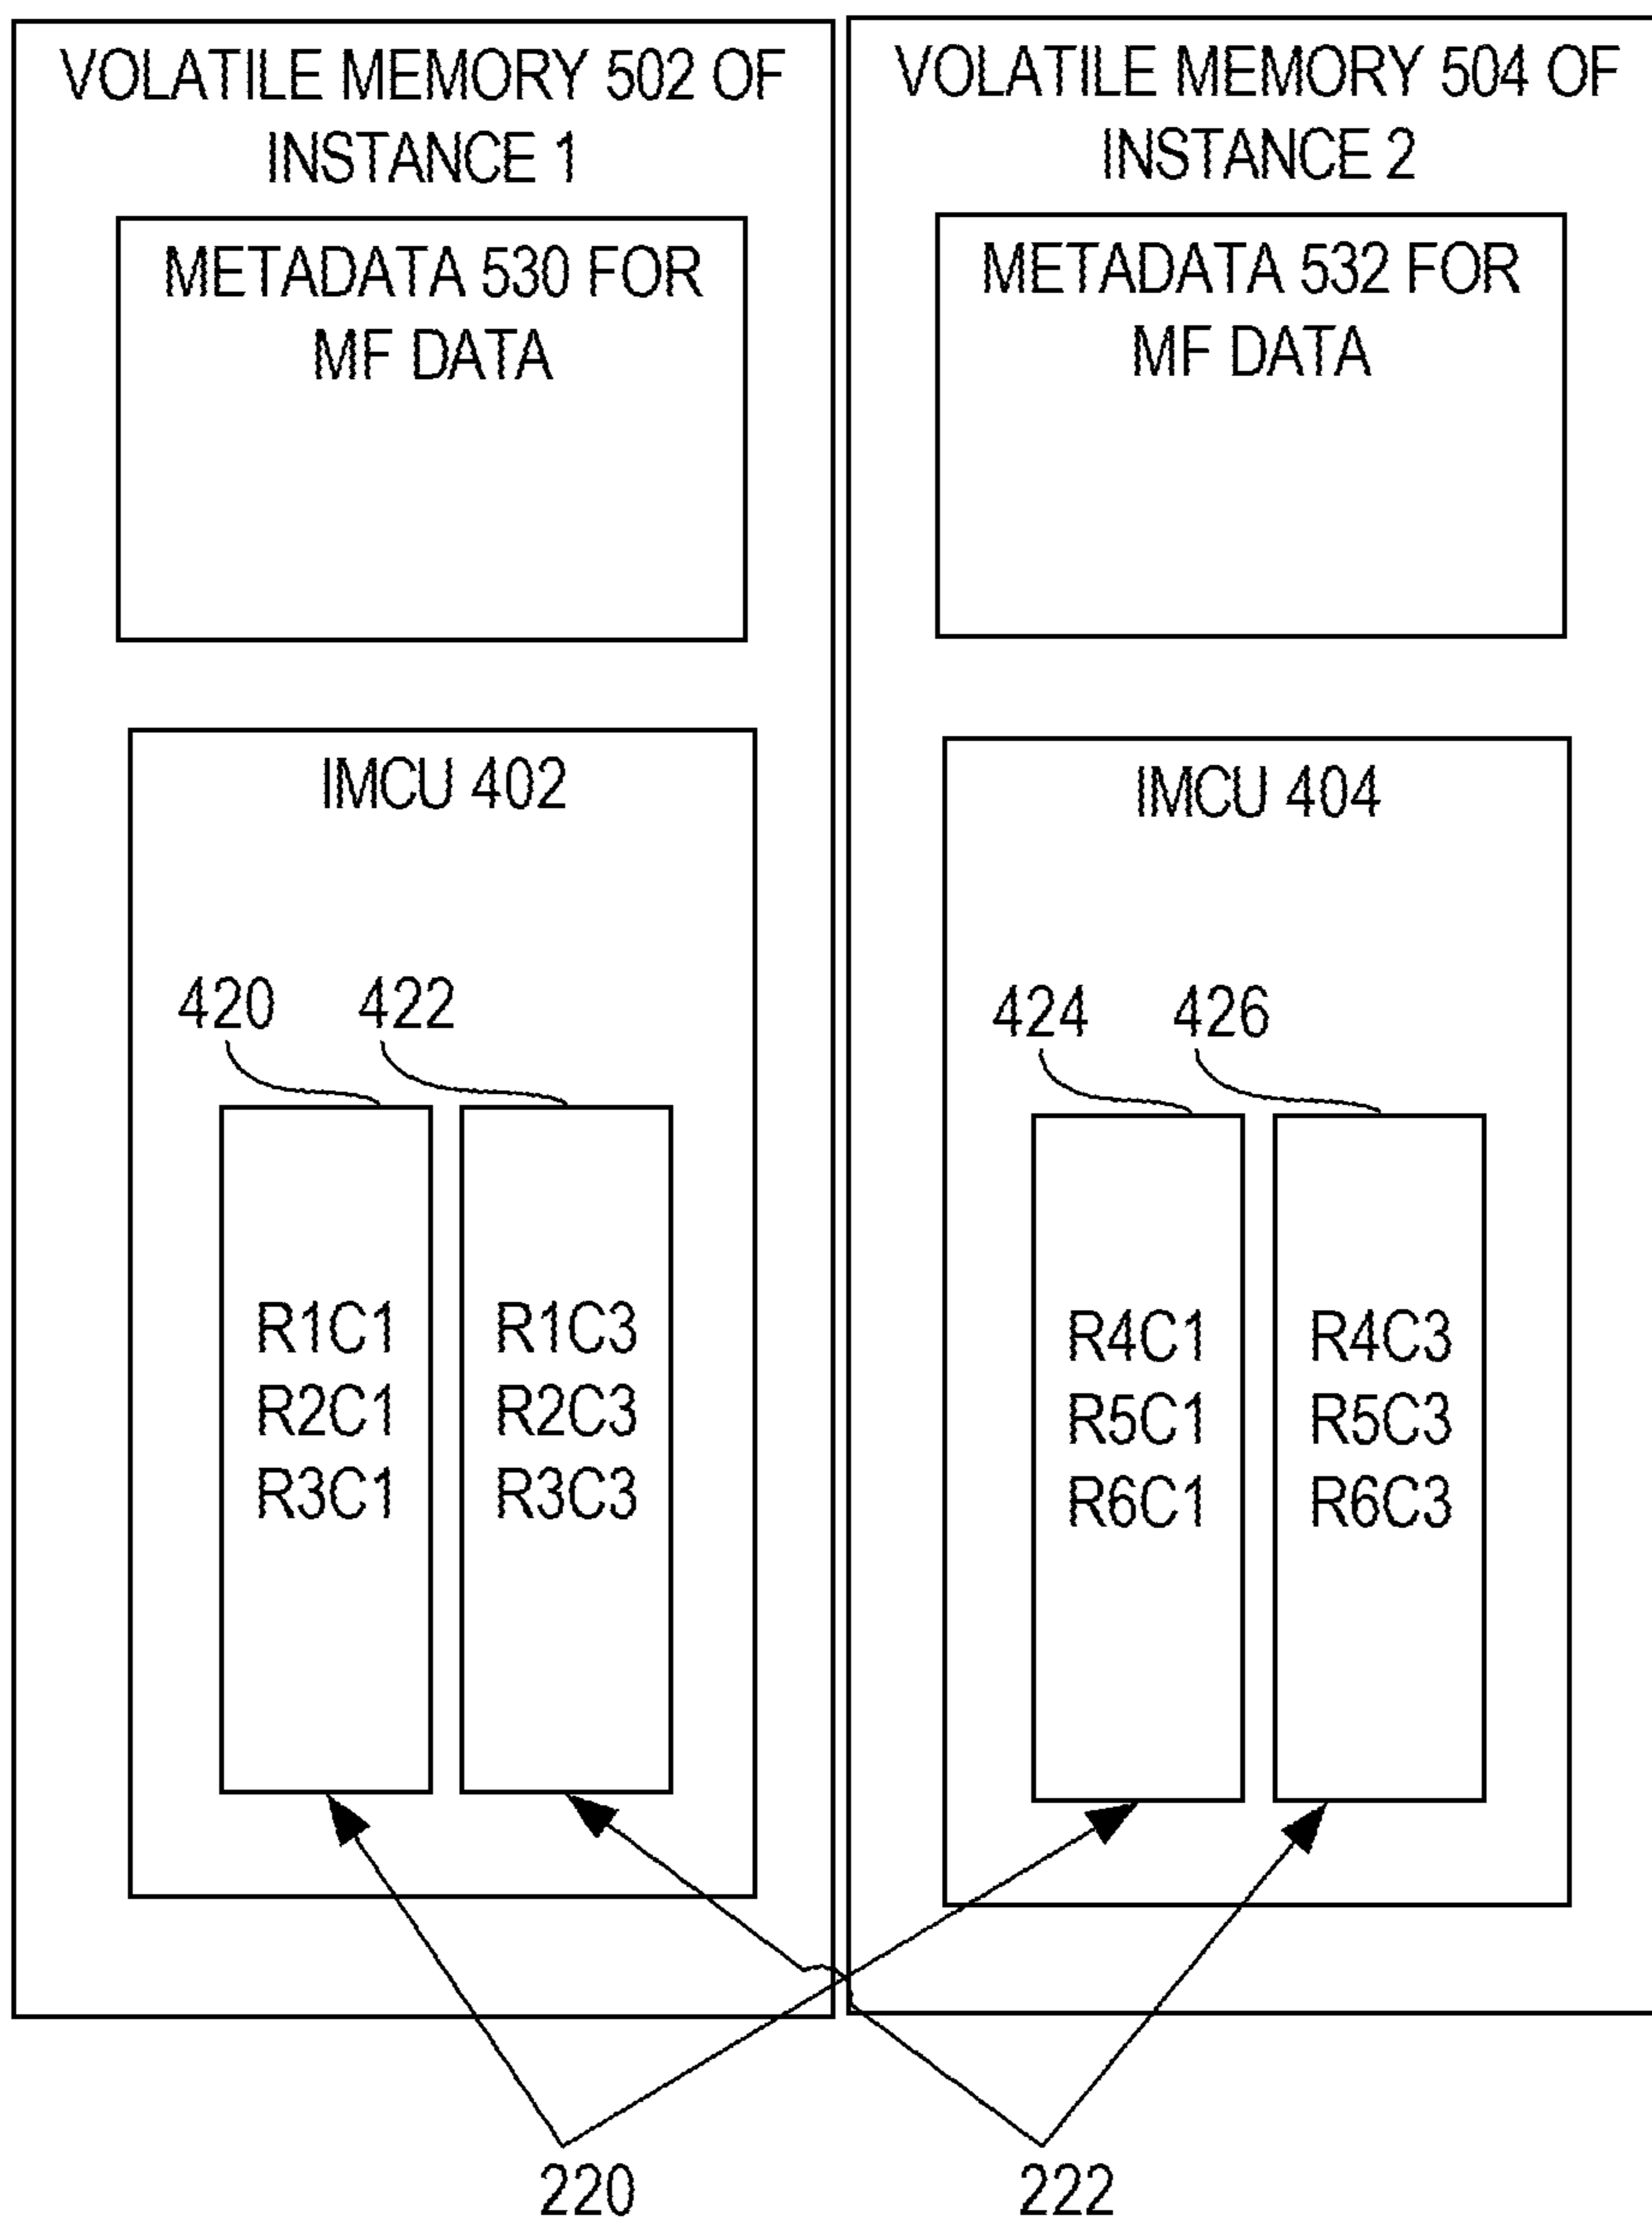 VOLATILE MEMORY 502 OF
INSTANCE 1
METADATA 530 FOR
MF DATA
IMCU 402
420
422
R1C1
R2C1
R3C1
R1C3
R2C3
R3C3
VOLATILE MEMORY 504 OF
INSTANCE 2
METADATA 532 FOR
MF DATA
IMCU 404
424
426
R4C1
R5C1
R6C1
R4C3
R5C3
R6C3
220
222